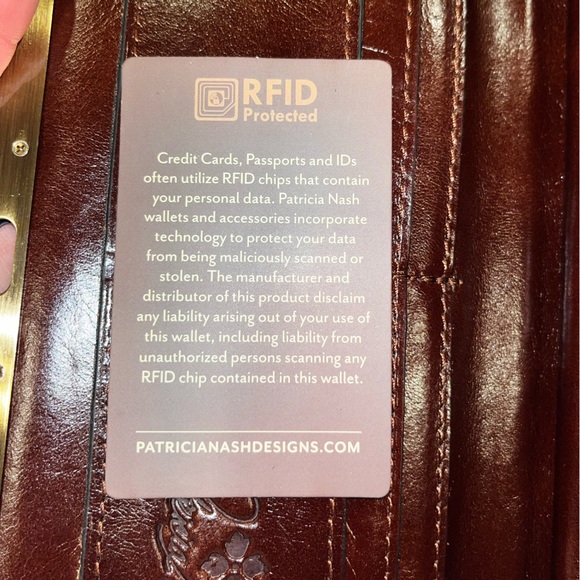 RFID
Protected
Credit Cards, Passports and IDs
often utilize RFID chips that contain
your personal data. Patricia Nash
wallets and accessories incorporate
technology to protect your data
from being maliciously scanned or
stolen. The manufacturer and
distributor of this product disclaim
any liability arising out of your use of
this wallet, including liability from
unauthorized persons scanning any
RFID chip contained in this wallet.
PATRICIANASHDESIGNS.COM